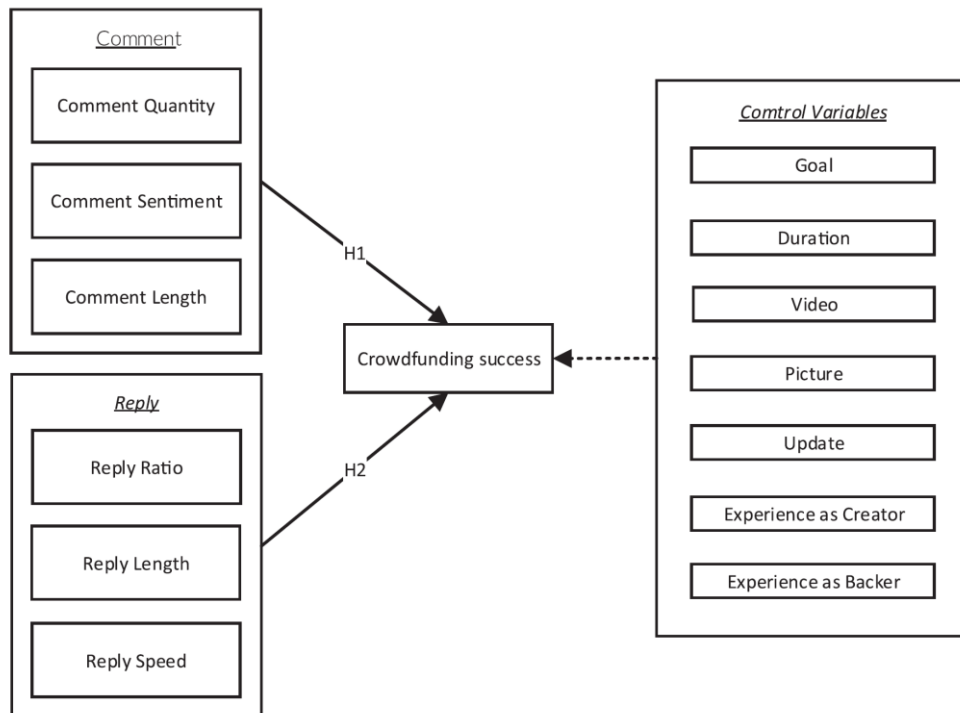 Comment
Comment Quantity
Comment Sentiment
Comment Length
Reply
Reply Ratio
Reply Length
Reply Speed
H1
H2
Crowdfunding success
Comtrol Variables
Goal
Duration
Video
Picture
Update
Experience as Creator
Experience as Backer